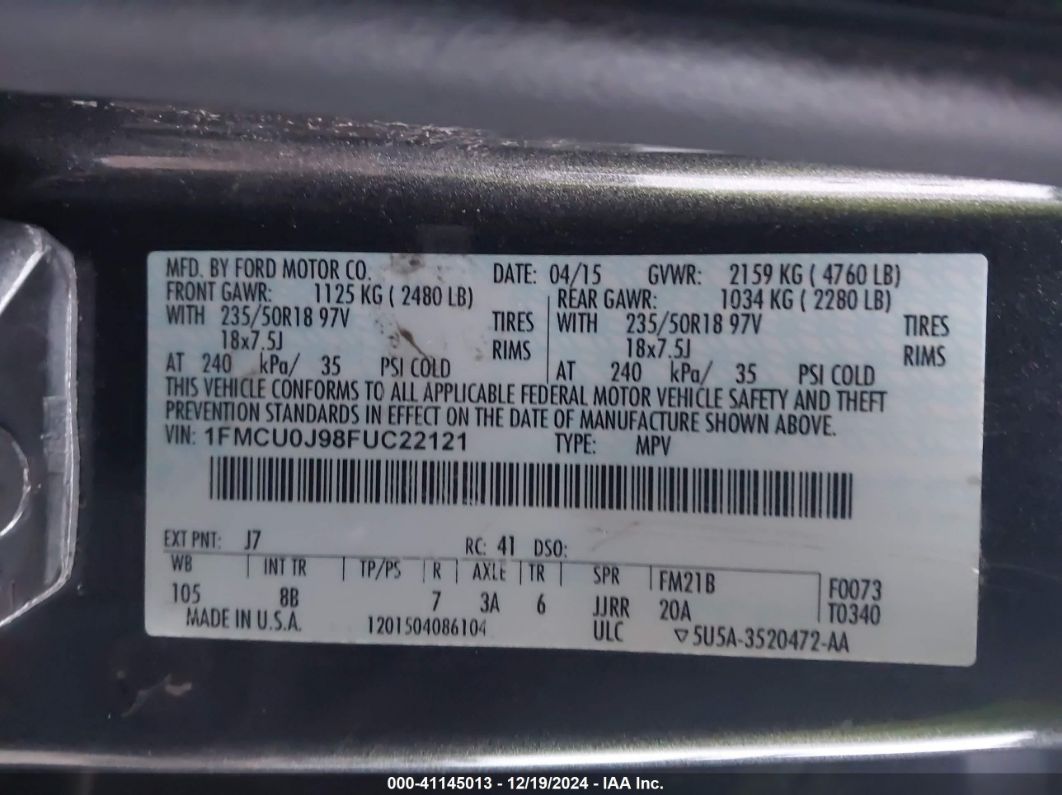 MFD. BY FORD MOTOR CO. DATE: 04/15 GVWR: 2159 KG ( 4760 LB)
FRONT GAWR: 1125 KG ( 2480 LB) REAR GAWR: 1034 KG ( 2280 LB)
WITH 235/50R18 97V TIRES WITH 235/50R18 97V TIRES
18x7.5J RIMS 18x7.5J RIMS
AT 240 kPa/ 35 PSI COLD AT 240 kPa/ 35 PSI COLD
THIS VEHICLE CONFORMS TO ALL APPLICABLE FEDERAL MOTOR VEHICLE SAFETY AND THEFT
PREVENTION STANDARDS IN EFFECT ON THE DATE OF MANUFACTURE SHOWN ABOVE.
VIN: 1FMCU0J98FUC22121 TYPE: MPV
EXT PNT: J7 RC: 41 DSO:
WB INT TR TP/PS R AXLE TR SPR FM21B F0073
105 8B 7 3A 6 JJRR 20A T0340
MADE IN U.S.A. 1201504086104 ULC ▽5U5A-3520472-AA
000-41145013 - 12/19/2024 - IAA Inc.